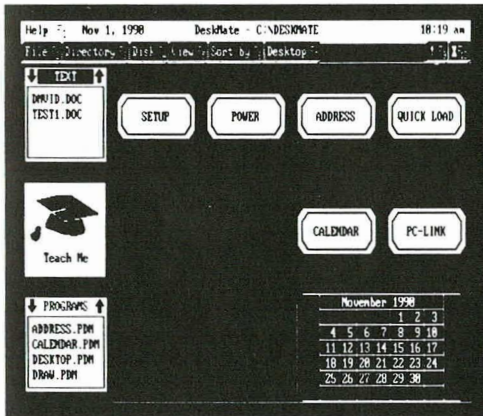 Help Nov 1, 1990 DeskMate - C:\DESKMATE 10:19 am
File Directory Disk View Sort by Desktop
TEXT
DMVID.DOC
TEST1.DOC
SETUP POWER ADDRESS QUICK LOAD
Teach Me
CALENDAR PC-LINK
PROGRAMS
ADDRESS.PDM
CALENDAR.PDM
DESKTOP.PDM
DRAW.PDM
November 1990
1 2 3
4 5 6 7 8 9 10
11 12 13 14 15 16 17
18 19 20 21 22 23 24
25 26 27 28 29 30